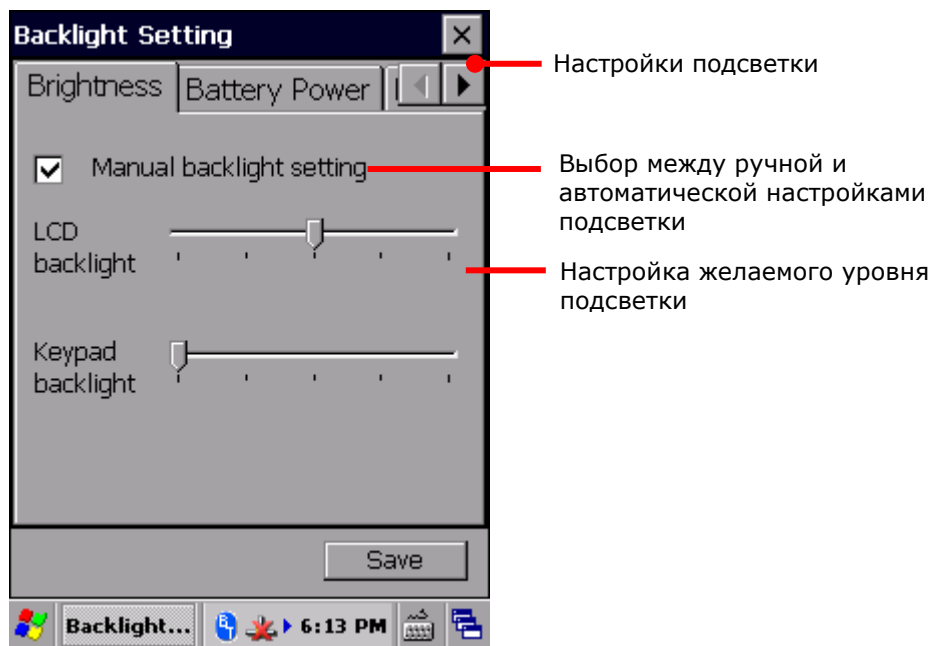 Backlight Setting
Brightness
Battery Power
Manual backlight setting
LCD
backlight
Keypad
backlight
Save
Backlight...
6:13 PM
Настройки подсветки
Выбор между ручной и
автоматической настройками
подсветки
Настройка желаемого уровня
подсветки